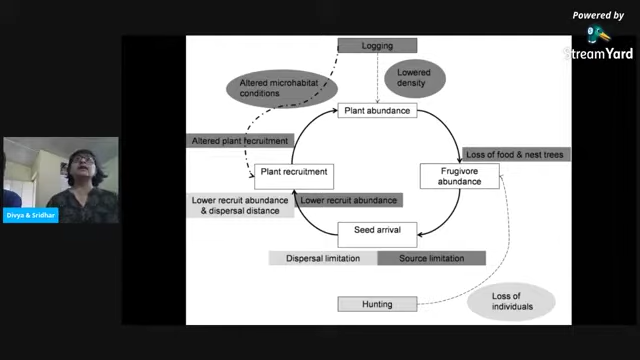 Powered by
StreamYard
Logging
Altered microhabitat
conditions
Lowered
density
Plant abundance
Altered plant recruitment
Loss of food & nest trees
Plant recruitment
Frugivore
abundance
Lower recruit abundance
& dispersal distance
Lower recruit abundance
Seed arrival
Dispersal limitation
Source limitation
Hunting
Loss of
individuals
Divya & Sridhar